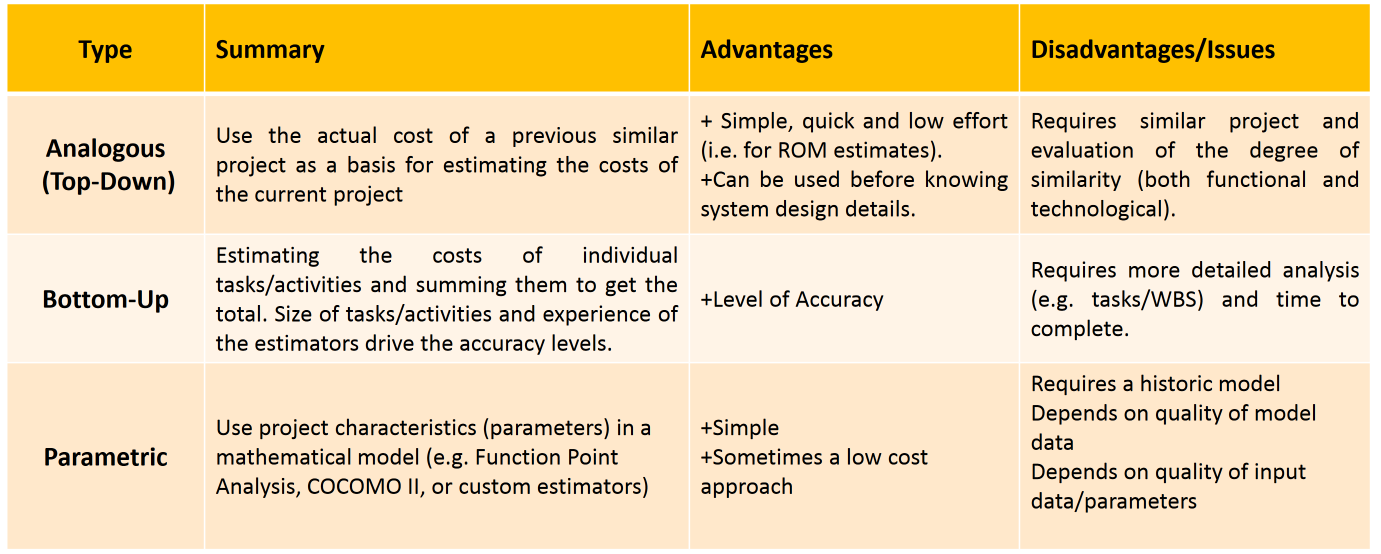 Type
Summary
Advantages
Disadvantages/Issues
Analogous
(Top-Down)
Use the actual cost of a previous similar
project as a basis for estimating the costs of
the current project
+ Simple, quick and low effort
(i.e. for ROM estimates).
+Can be used before knowing
system design details.
Requires similar project and
evaluation of the degree of
similarity (both functional and
technological).
Bottom-Up
Estimating the costs of individual
tasks/activities and summing them to get the
total. Size of tasks/activities and experience of
the estimators drive the accuracy levels.
+Level of Accuracy
Requires more detailed analysis
(e.g. tasks/WBS) and time to
complete.
Parametric
Use project characteristics (parameters) in a
mathematical model (e.g. Function Point
Analysis, COCOMO II, or custom estimators)
+Simple
+Sometimes a low cost
approach
Requires a historic model
Depends on quality of model
data
Depends on quality of input
data/parameters